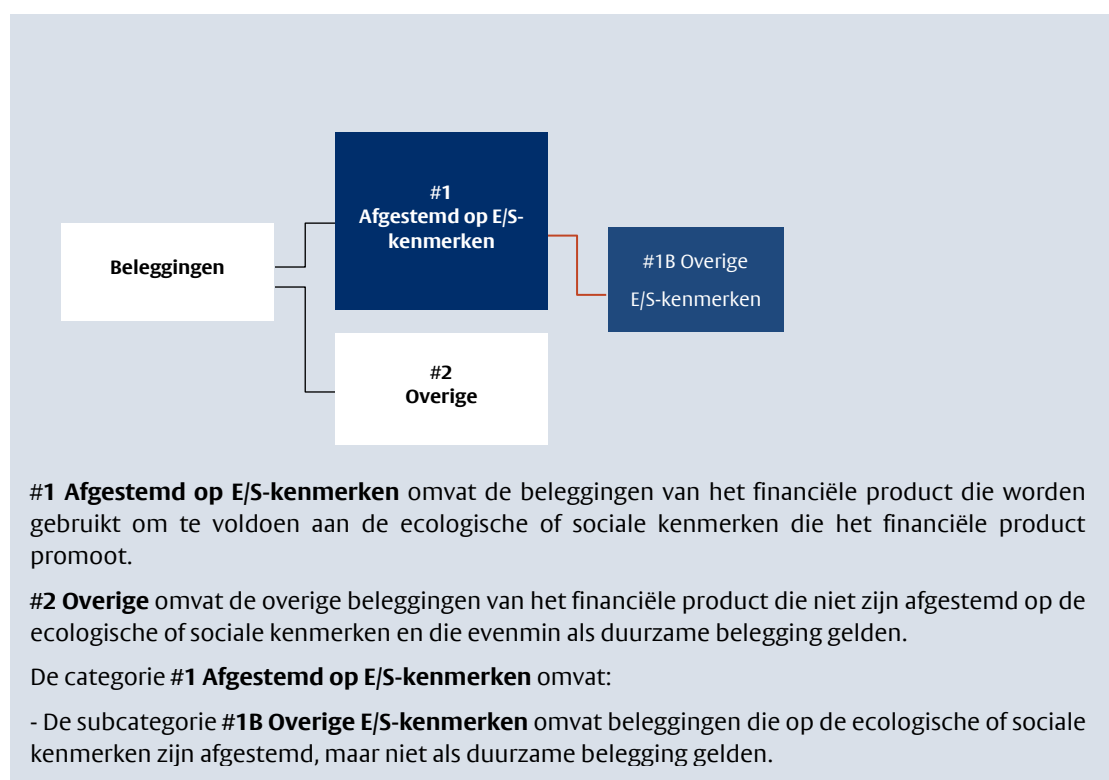 #1
Afgestemd op E/S-
kenmerken
Beleggingen
#1B Overige
E/S-kenmerken
#2
Overige
#1 Afgestemd op E/S-kenmerken omvat de beleggingen van het financiële product die worden
gebruikt om te voldoen aan de ecologische of sociale kenmerken die het financiële product
promoot.
#2 Overige omvat de overige beleggingen van het financiële product die niet zijn afgestemd op de
ecologische of sociale kenmerken en die evenmin als duurzame belegging gelden.
De categorie #1 Afgestemd op E/S-kenmerken omvat:
- De subcategorie #1B Overige E/S-kenmerken omvat beleggingen die op de ecologische of sociale
kenmerken zijn afgestemd, maar niet als duurzame belegging gelden.